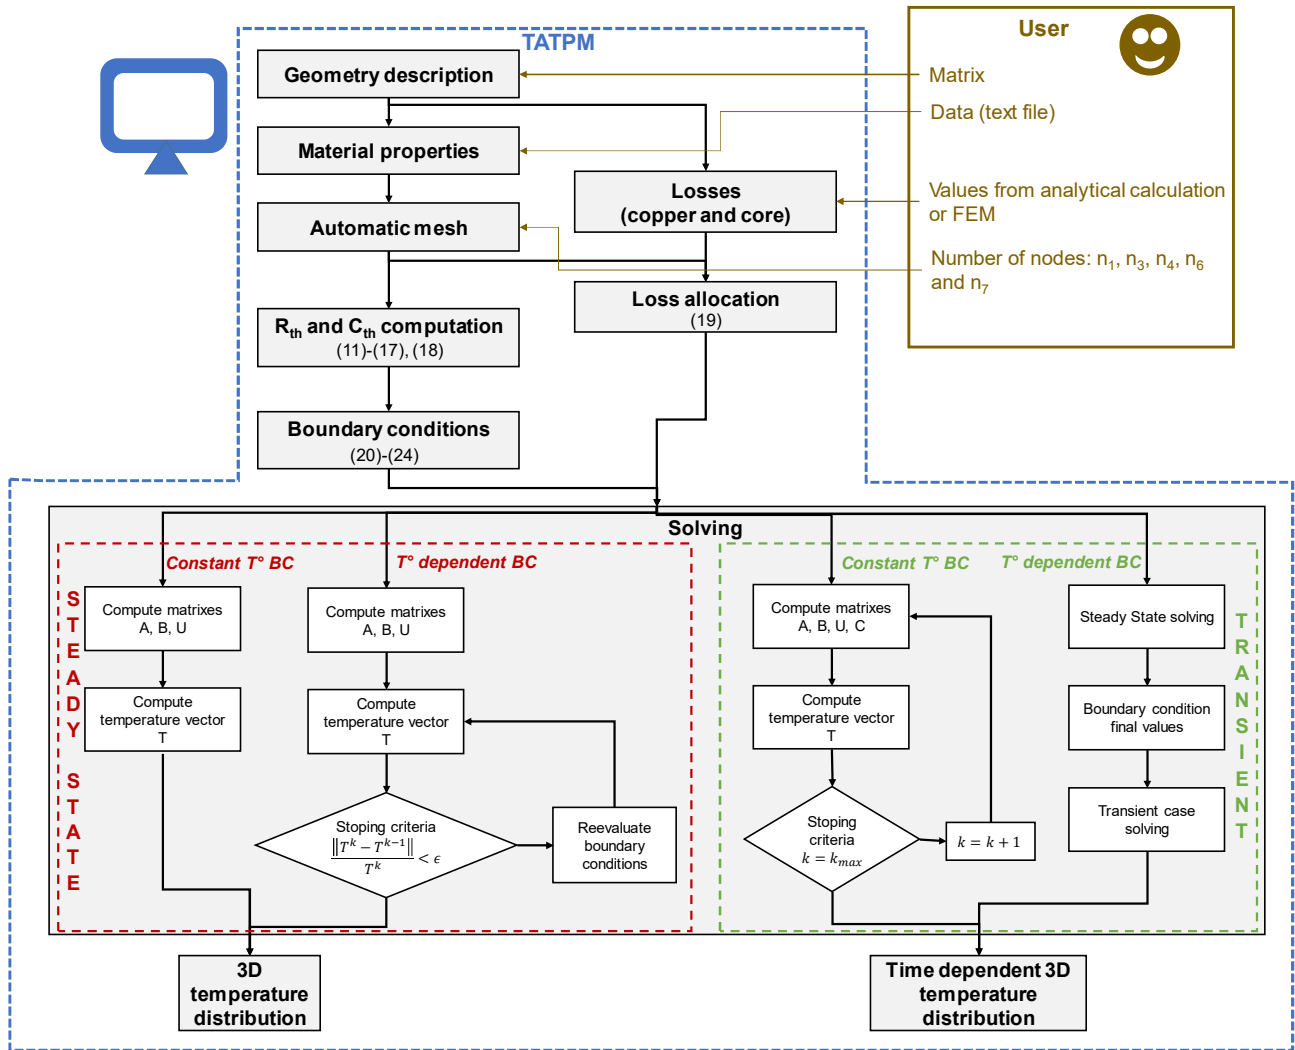 TATPM
User
Geometry description
Matrix
Data (text file)
Material properties
Losses
(copper and core)
Values from analytical calculation
or FEM
Automatic mesh
Number of nodes: n₁, n₃, n₄, n₆
and n₇
Loss allocation
(19)
Rth and Cth computation
(11)-(17), (18)
Boundary conditions
(20)-(24)
Solving
STEADY STATE
Constant T° BC
Compute matrixes
A, B, U
Compute
temperature vector
T
T° dependent BC
Compute matrixes
A, B, U
Compute
temperature vector
T
Stoping criteria
‖T^k − T^{k−1}‖
T^k
< ϵ
Reevaluate
boundary
conditions
Constant T° BC
Compute matrixes
A, B, U, C
Compute
temperature vector
T
Stoping
criteria
k = kmax
k = k + 1
T° dependent BC
Steady State solving
Boundary condition
final values
Transient case
solving
TRANSIENT
3D
temperature
distribution
Time dependent 3D
temperature
distribution